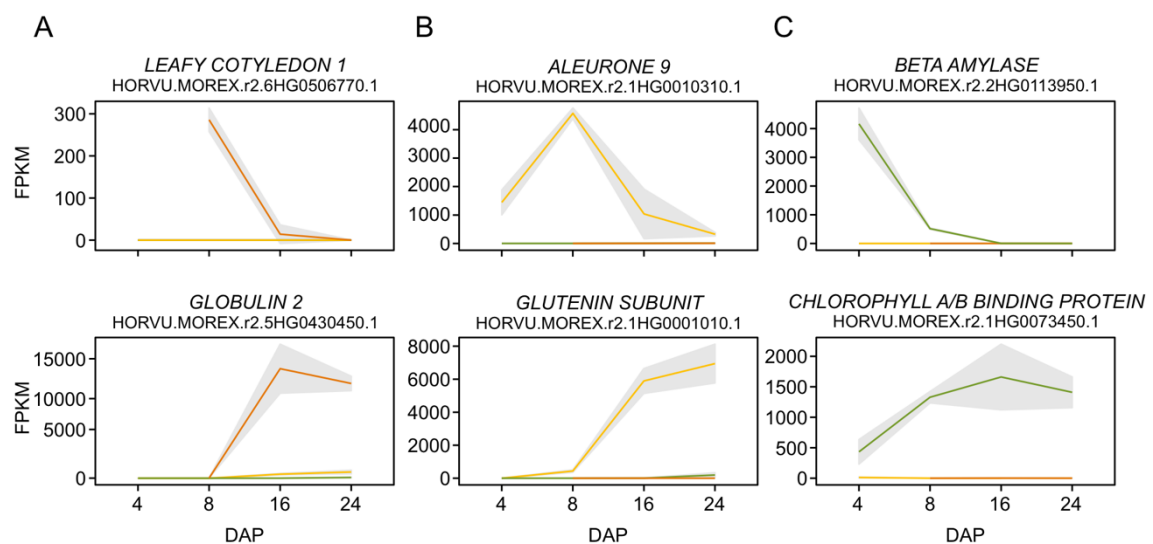 A
B
C
LEAFY COTYLEDON 1
HORVU.MOREX.r2.6HG0506770.1
FPKM
300
200
100
0
ALEURONE 9
HORVU.MOREX.r2.1HG0010310.1
4000
3000
2000
1000
0
BETA AMYLASE
HORVU.MOREX.r2.2HG0113950.1
4000
3000
2000
1000
0
GLOBULIN 2
HORVU.MOREX.r2.5HG0430450.1
FPKM
15000
10000
5000
0
4 8 16 24
DAP
GLUTENIN SUBUNIT
HORVU.MOREX.r2.1HG0001010.1
8000
6000
4000
2000
0
4 8 16 24
DAP
CHLOROPHYLL A/B BINDING PROTEIN
HORVU.MOREX.r2.1HG0073450.1
2000
1500
1000
500
0
4 8 16 24
DAP